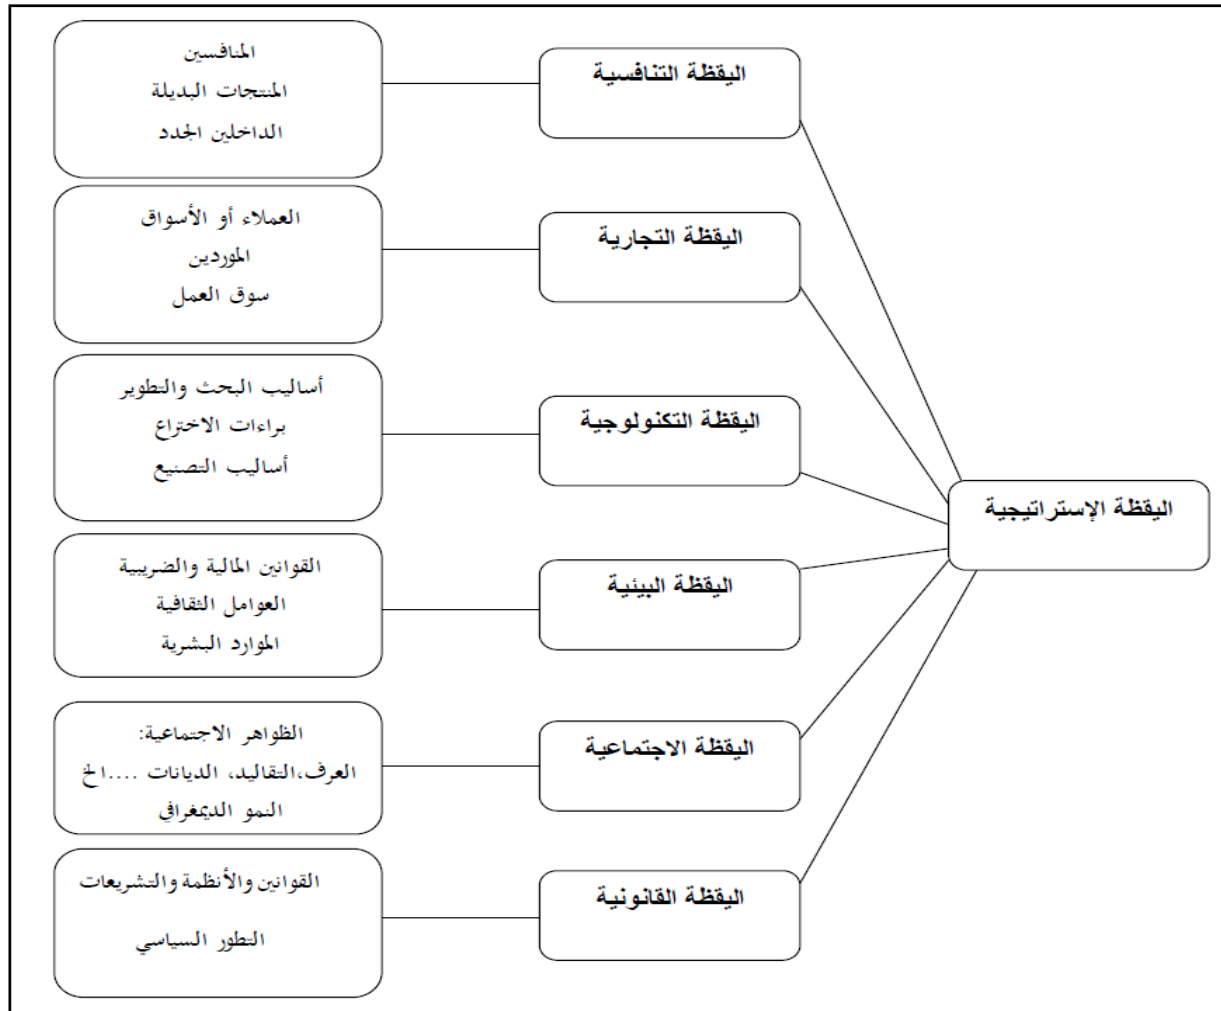 اليقظة الإستراتيجية
اليقظة التنافسية
المنافسين
المنتجات البديلة
الداخلين الجدد
اليقظة التجارية
العملاء أو الأسواق
الموردين
سوق العمل
اليقظة التكنولوجية
أساليب البحث والتطوير
براءات الاختراع
أساليب التصنيع
اليقظة البيئية
القوانين المالية والضريبية
العوامل الثقافية
الموارد البشرية
اليقظة الاجتماعية
الظواهر الاجتماعية:
العرف،التقاليد، الديانات ....الخ
النمو الديمغرافي
اليقظة القانونية
القوانين والأنظمة والتشريعات
التطور السياسي